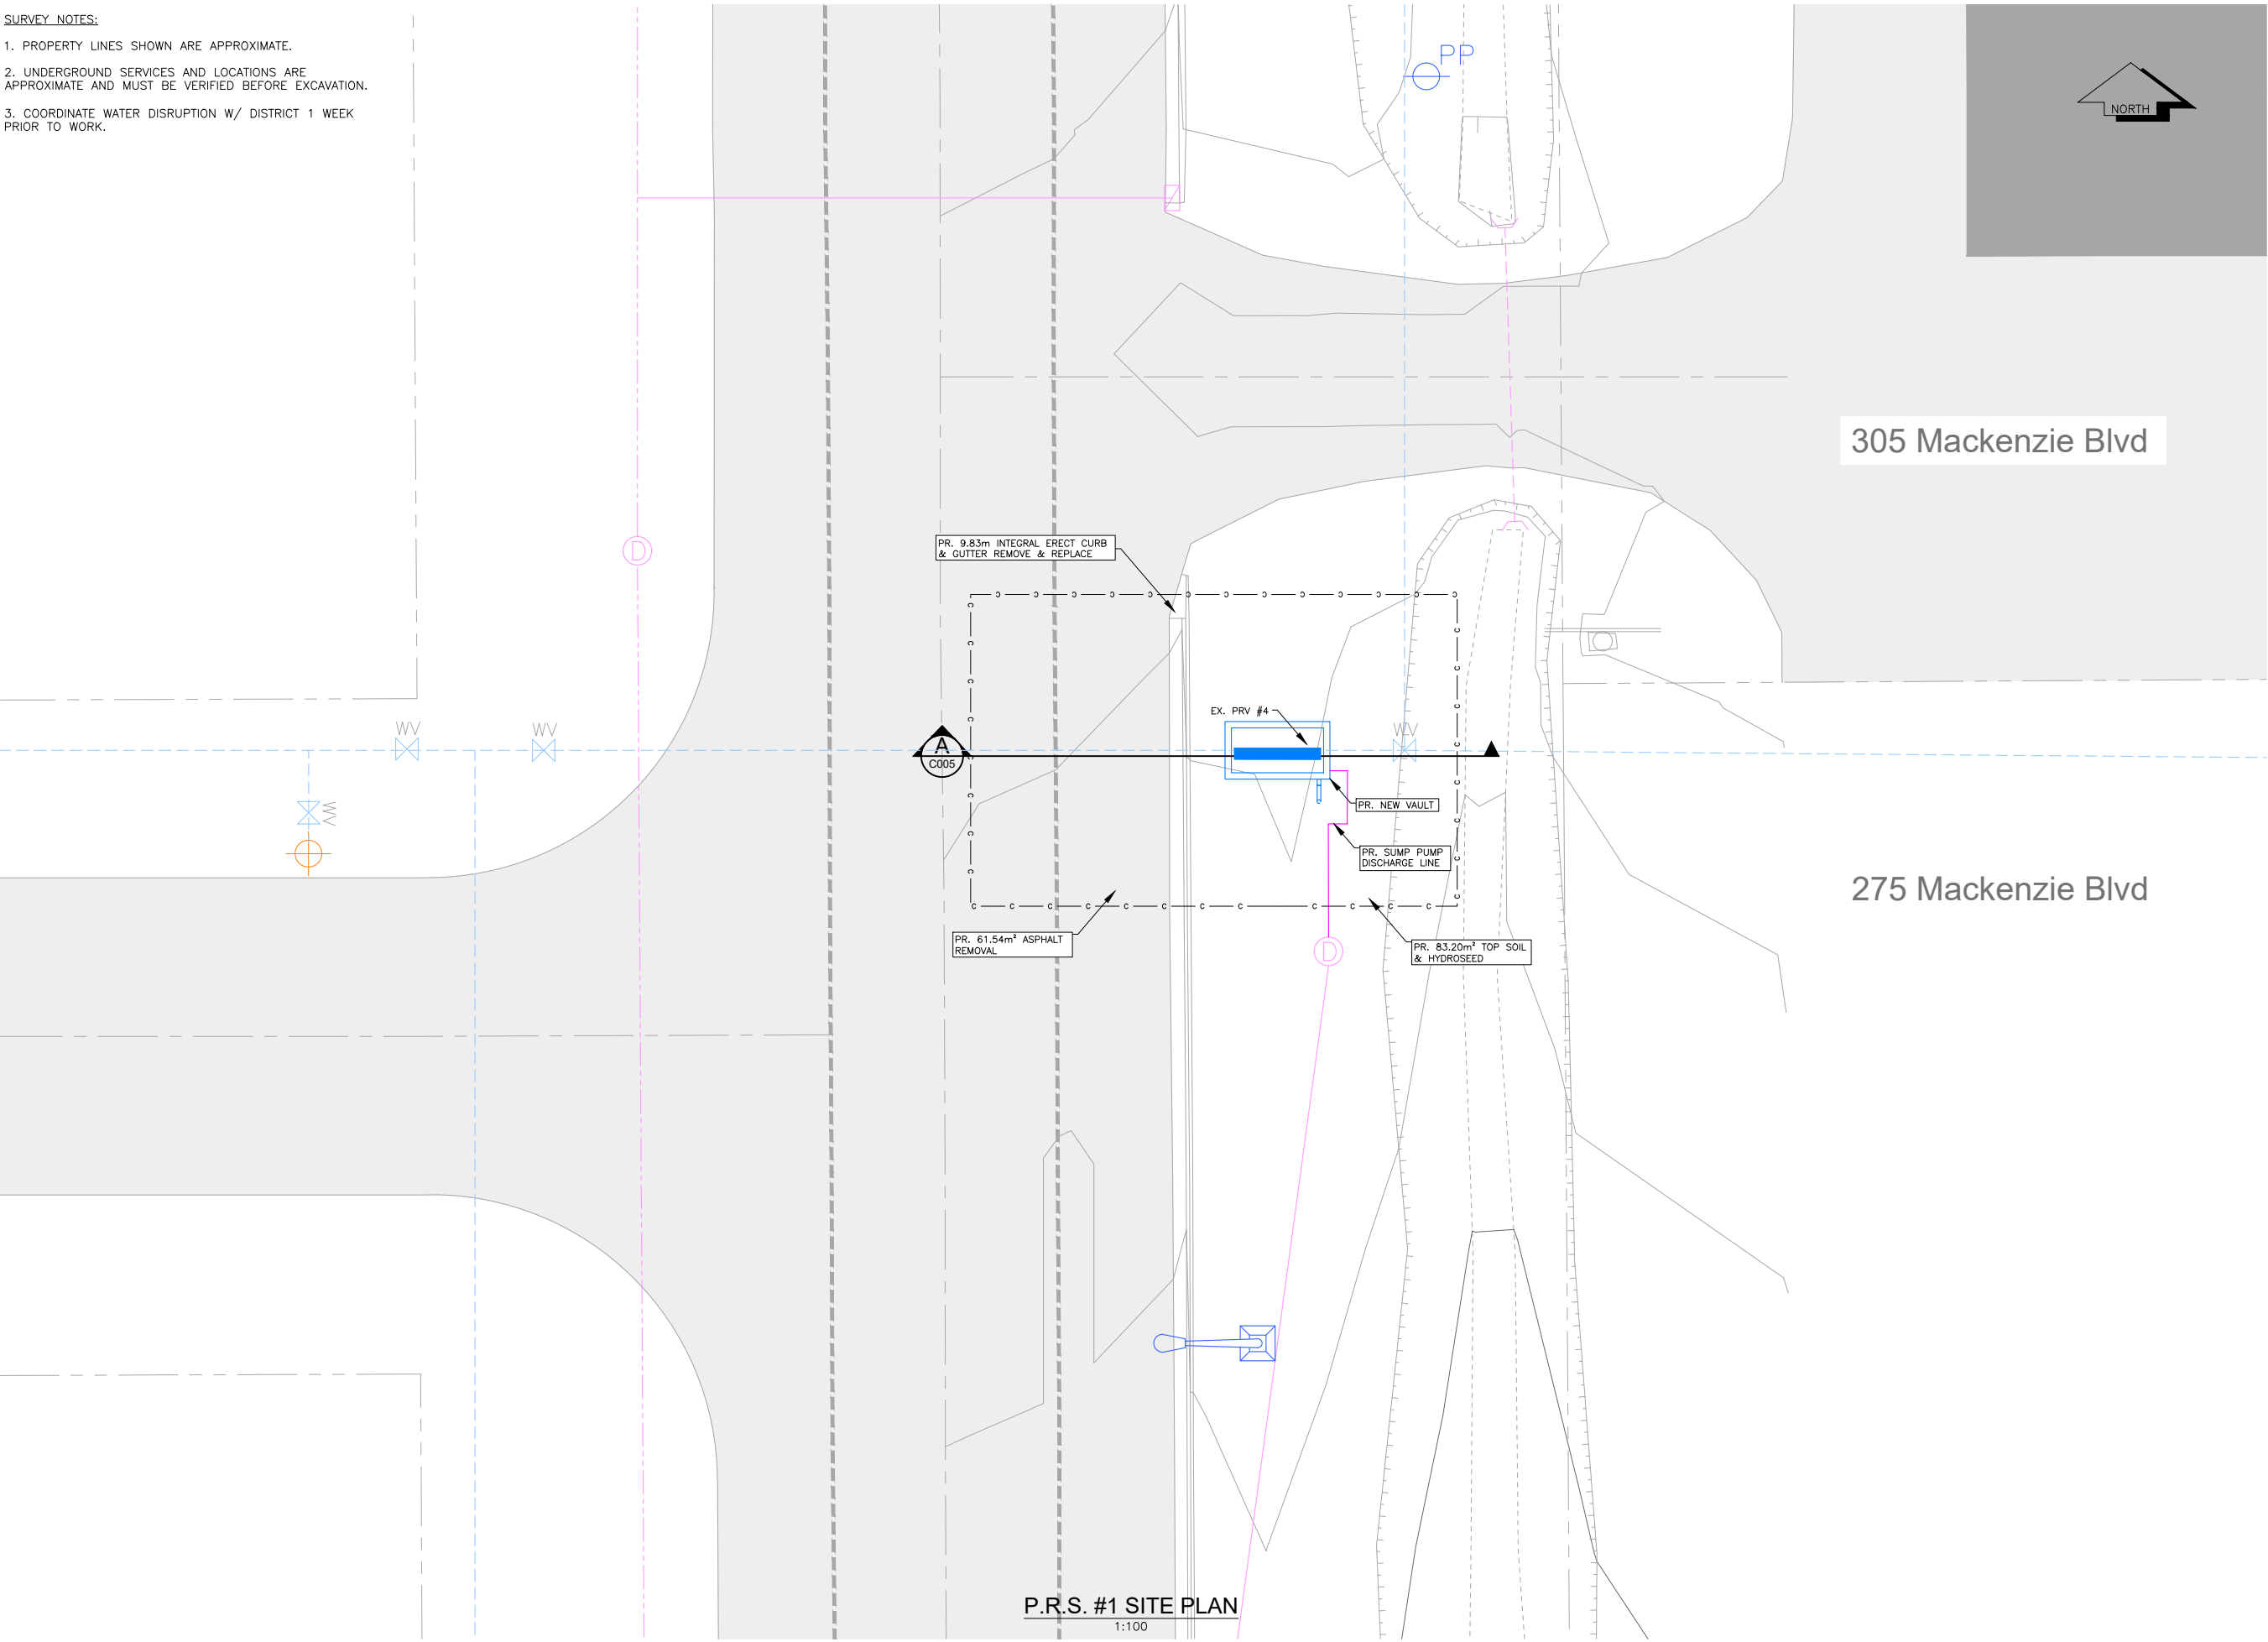 SURVEY NOTES:
1. PROPERTY LINES SHOWN ARE APPROXIMATE.
2. UNDERGROUND SERVICES AND LOCATIONS ARE
APPROXIMATE AND MUST BE VERIFIED BEFORE EXCAVATION.
3. COORDINATE WATER DISRUPTION W/ DISTRICT 1 WEEK
PRIOR TO WORK.
PP
NORTH
305 Mackenzie Blvd
D
PR. 9.83m INTEGRAL ERECT CURB
& GUTTER REMOVE & REPLACE
EX. PRV #4
WV
WV
WV
WV
A
C005
PR. NEW VAULT
PR. SUMP PUMP
DISCHARGE LINE
275 Mackenzie Blvd
PR. 61.54m² ASPHALT
REMOVAL
D
PR. 83.20m² TOP SOIL
& HYDROSEED
P.R.S. #1 SITE PLAN
1:100